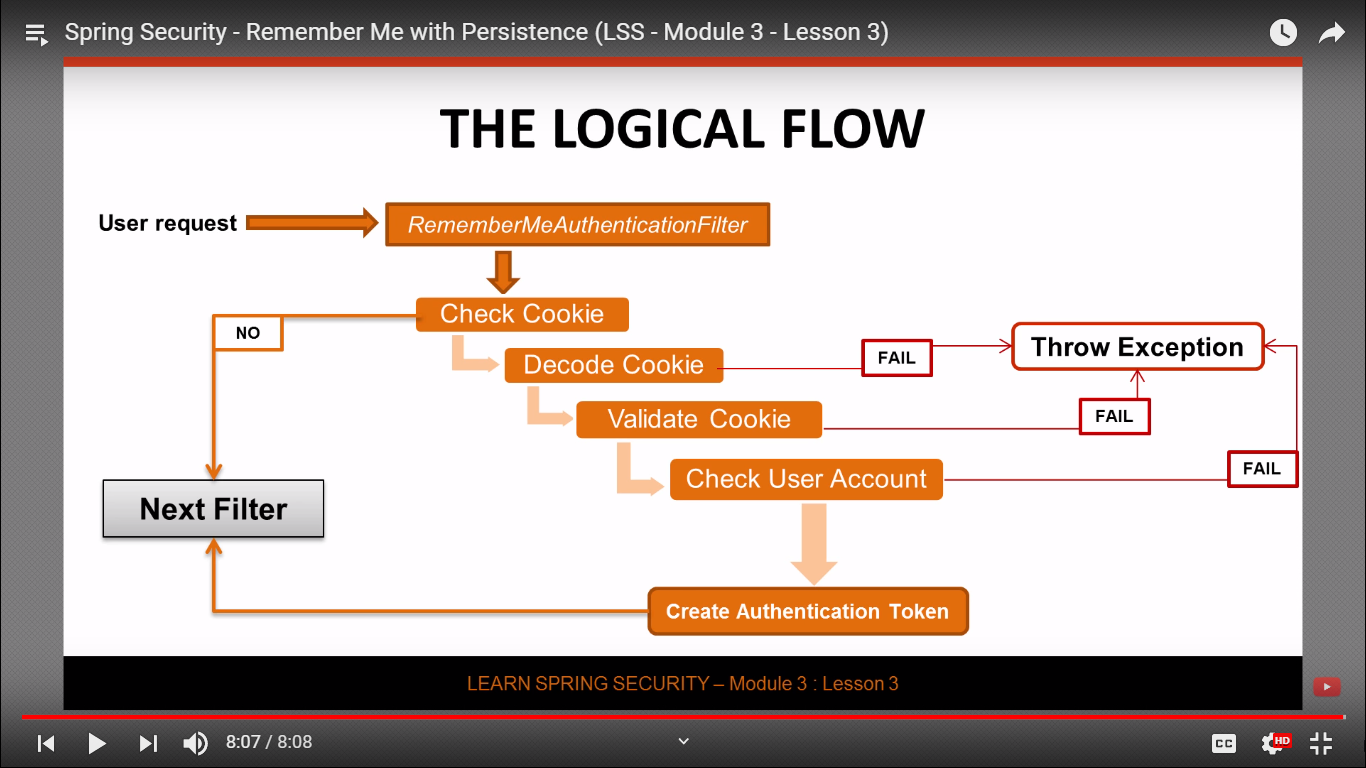 Spring Security - Remember Me with Persistence (LSS - Module 3 - Lesson 3)
THE LOGICAL FLOW
User request
RememberMeAuthenticationFilter
Check Cookie
NO
Decode Cookie
FAIL
Throw Exception
Validate Cookie
FAIL
Check User Account
FAIL
Next Filter
Create Authentication Token
LEARN SPRING SECURITY – Module 3 : Lesson 3
8:07 / 8:08
CC
HD